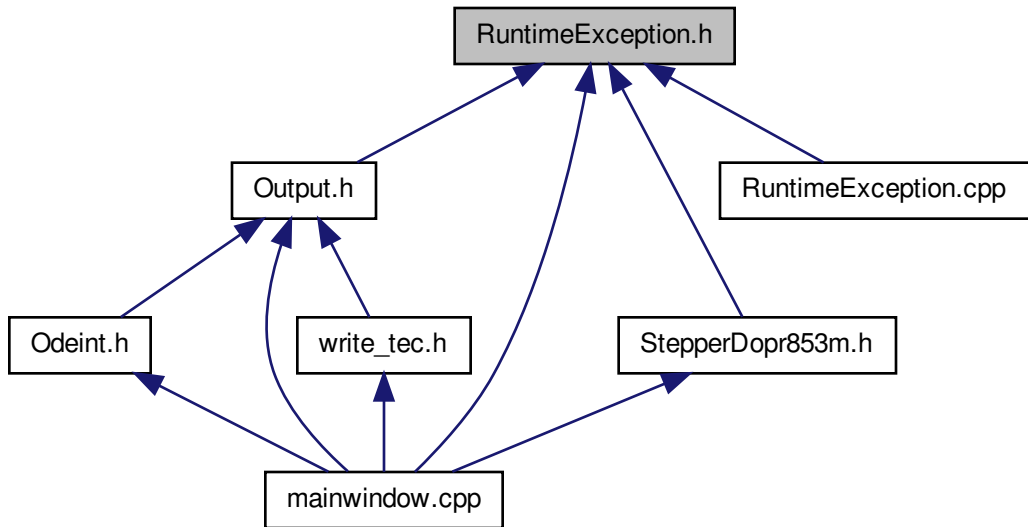 RuntimeException.h
Output.h
RuntimeException.cpp
Odeint.h
write_tec.h
StepperDopr853m.h
mainwindow.cpp